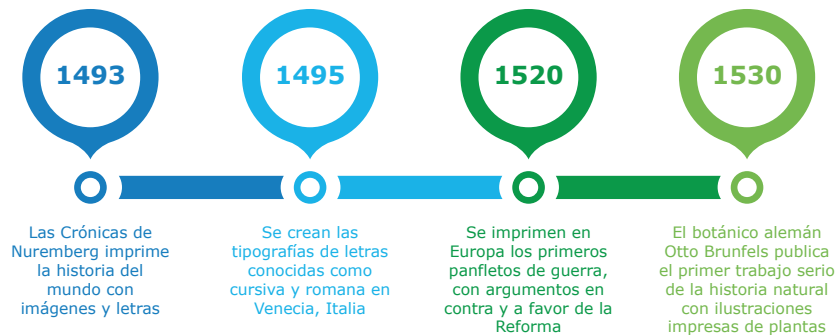 1493
Las Crónicas de
Nuremberg imprime
la historia del
mundo con
imágenes y letras
1495
Se crean las
tipografías de letras
conocidas como
cursiva y romana en
Venecia, Italia
1520
Se imprimen en
Europa los primeros
panfletos de guerra,
con argumentos en
contra y a favor de la
Reforma
1530
El botánico alemán
Otto Brunfels publica
el primer trabajo serio
de la historia natural
con ilustraciones
impresas de plantas